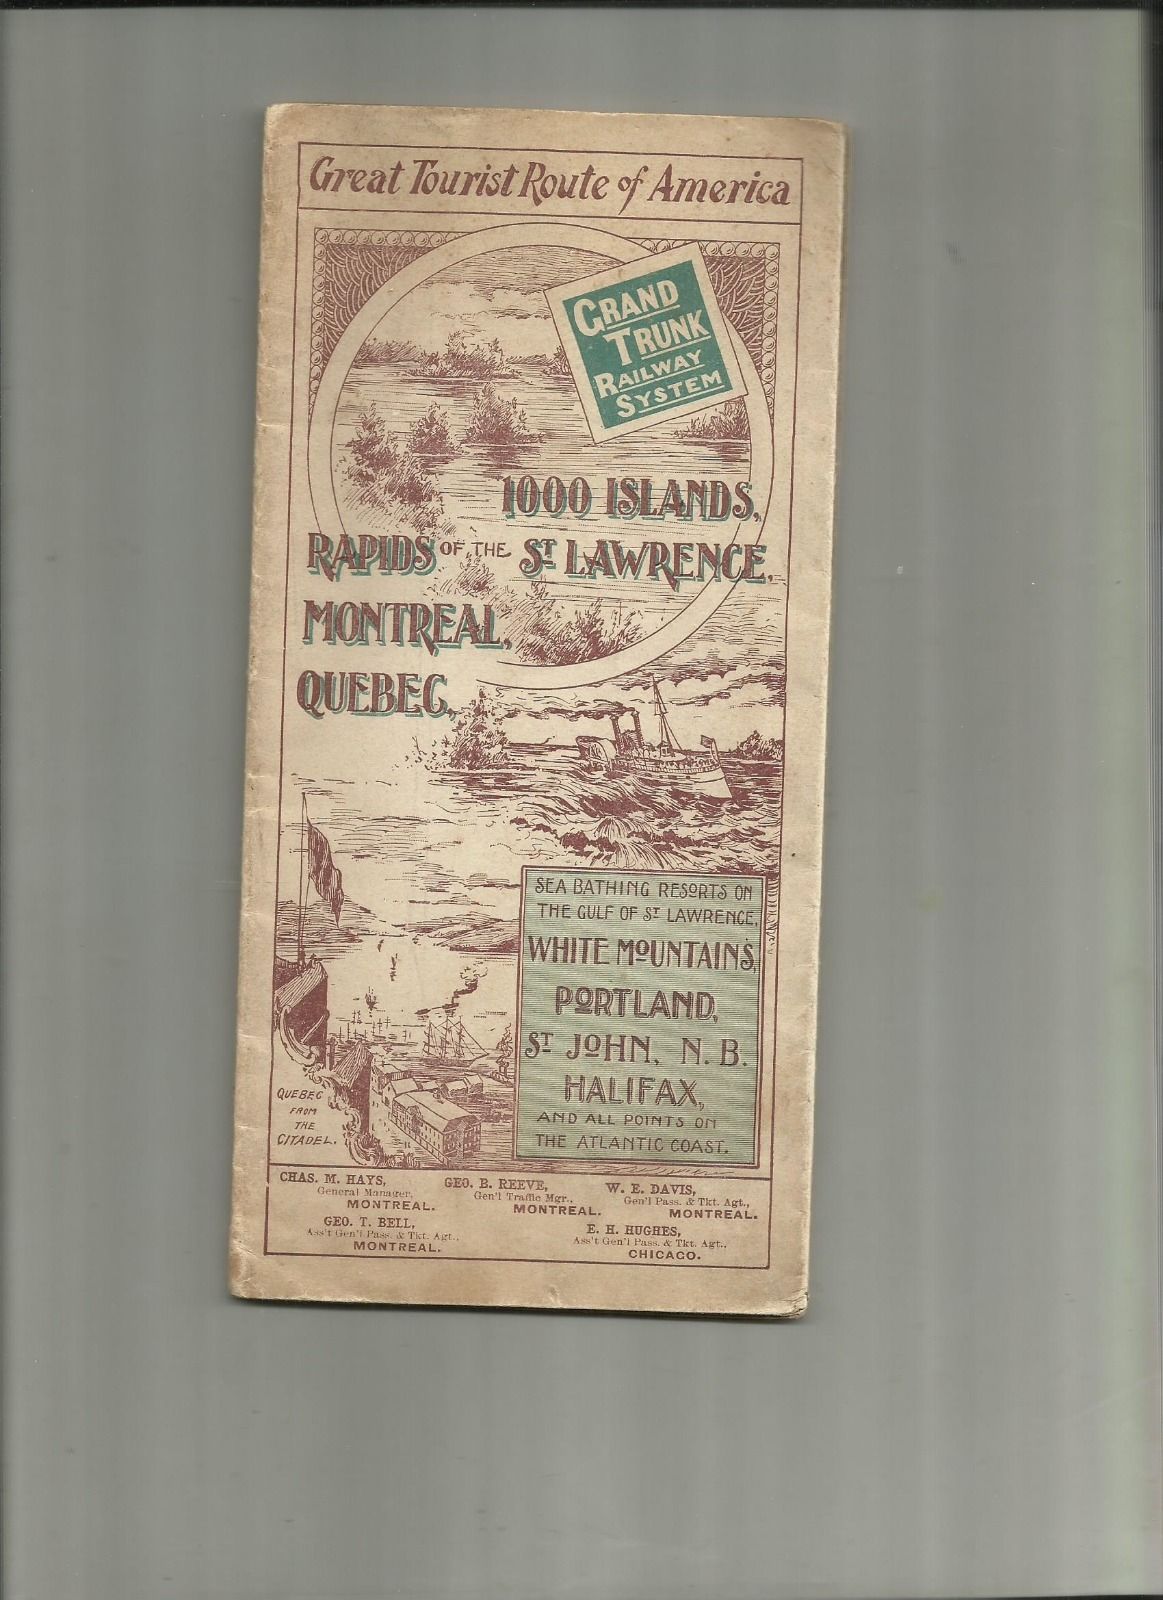 Great Tourist Route of America
GRAND
TRUNK
RAILWAY
SYSTEM
1000 ISLANDS,
RAPIDS OF THE ST LAWRENCE,
MONTREAL,
QUEBEC,
SEA BATHING RESORTS ON
THE GULF OF ST LAWRENCE,
WHITE MOUNTAINS,
PORTLAND,
ST JOHN, N. B.
HALIFAX,
AND ALL POINTS ON
THE ATLANTIC COAST.
QUEBEC
FROM
THE
CITADEL.
CHAS. M. HAYS,
General Manager,
MONTREAL.
GEO. B. REEVE,
Gen'l Traffic Mgr.,
MONTREAL.
W. E. DAVIS,
Gen'l Pass. & Tkt. Agt.,
MONTREAL.
GEO. T. BELL,
Ass't Gen'l Pass. & Tkt. Agt.,
MONTREAL.
E. H. HUGHES,
Ass't Gen'l Pass. & Tkt. Agt.,
CHICAGO.